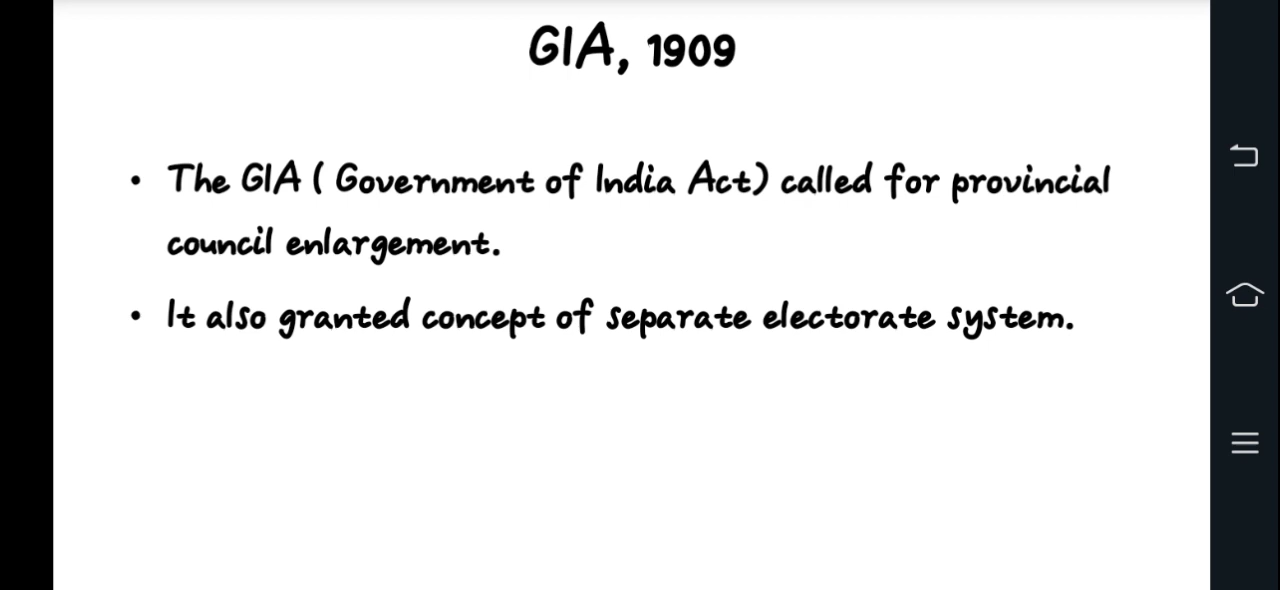 GIA, 1909
• The GIA ( Government of India Act) called for provincial
council enlargement.
• It also granted concept of separate electorate system.